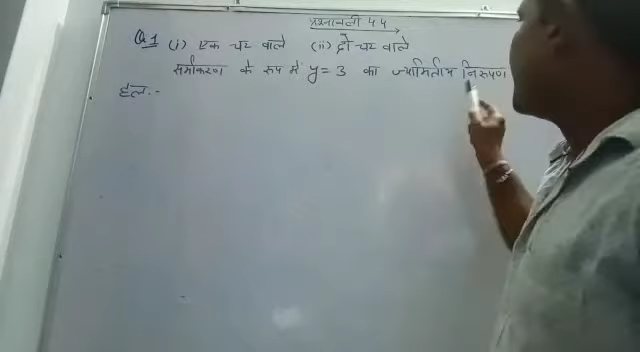 प्रश्नावली 4.4
Q.1 (i) एक चर वाले (ii) दो चर वाले
समीकरण के रूप में y = 3 का ज्यामितीय निरूपण
हल:-